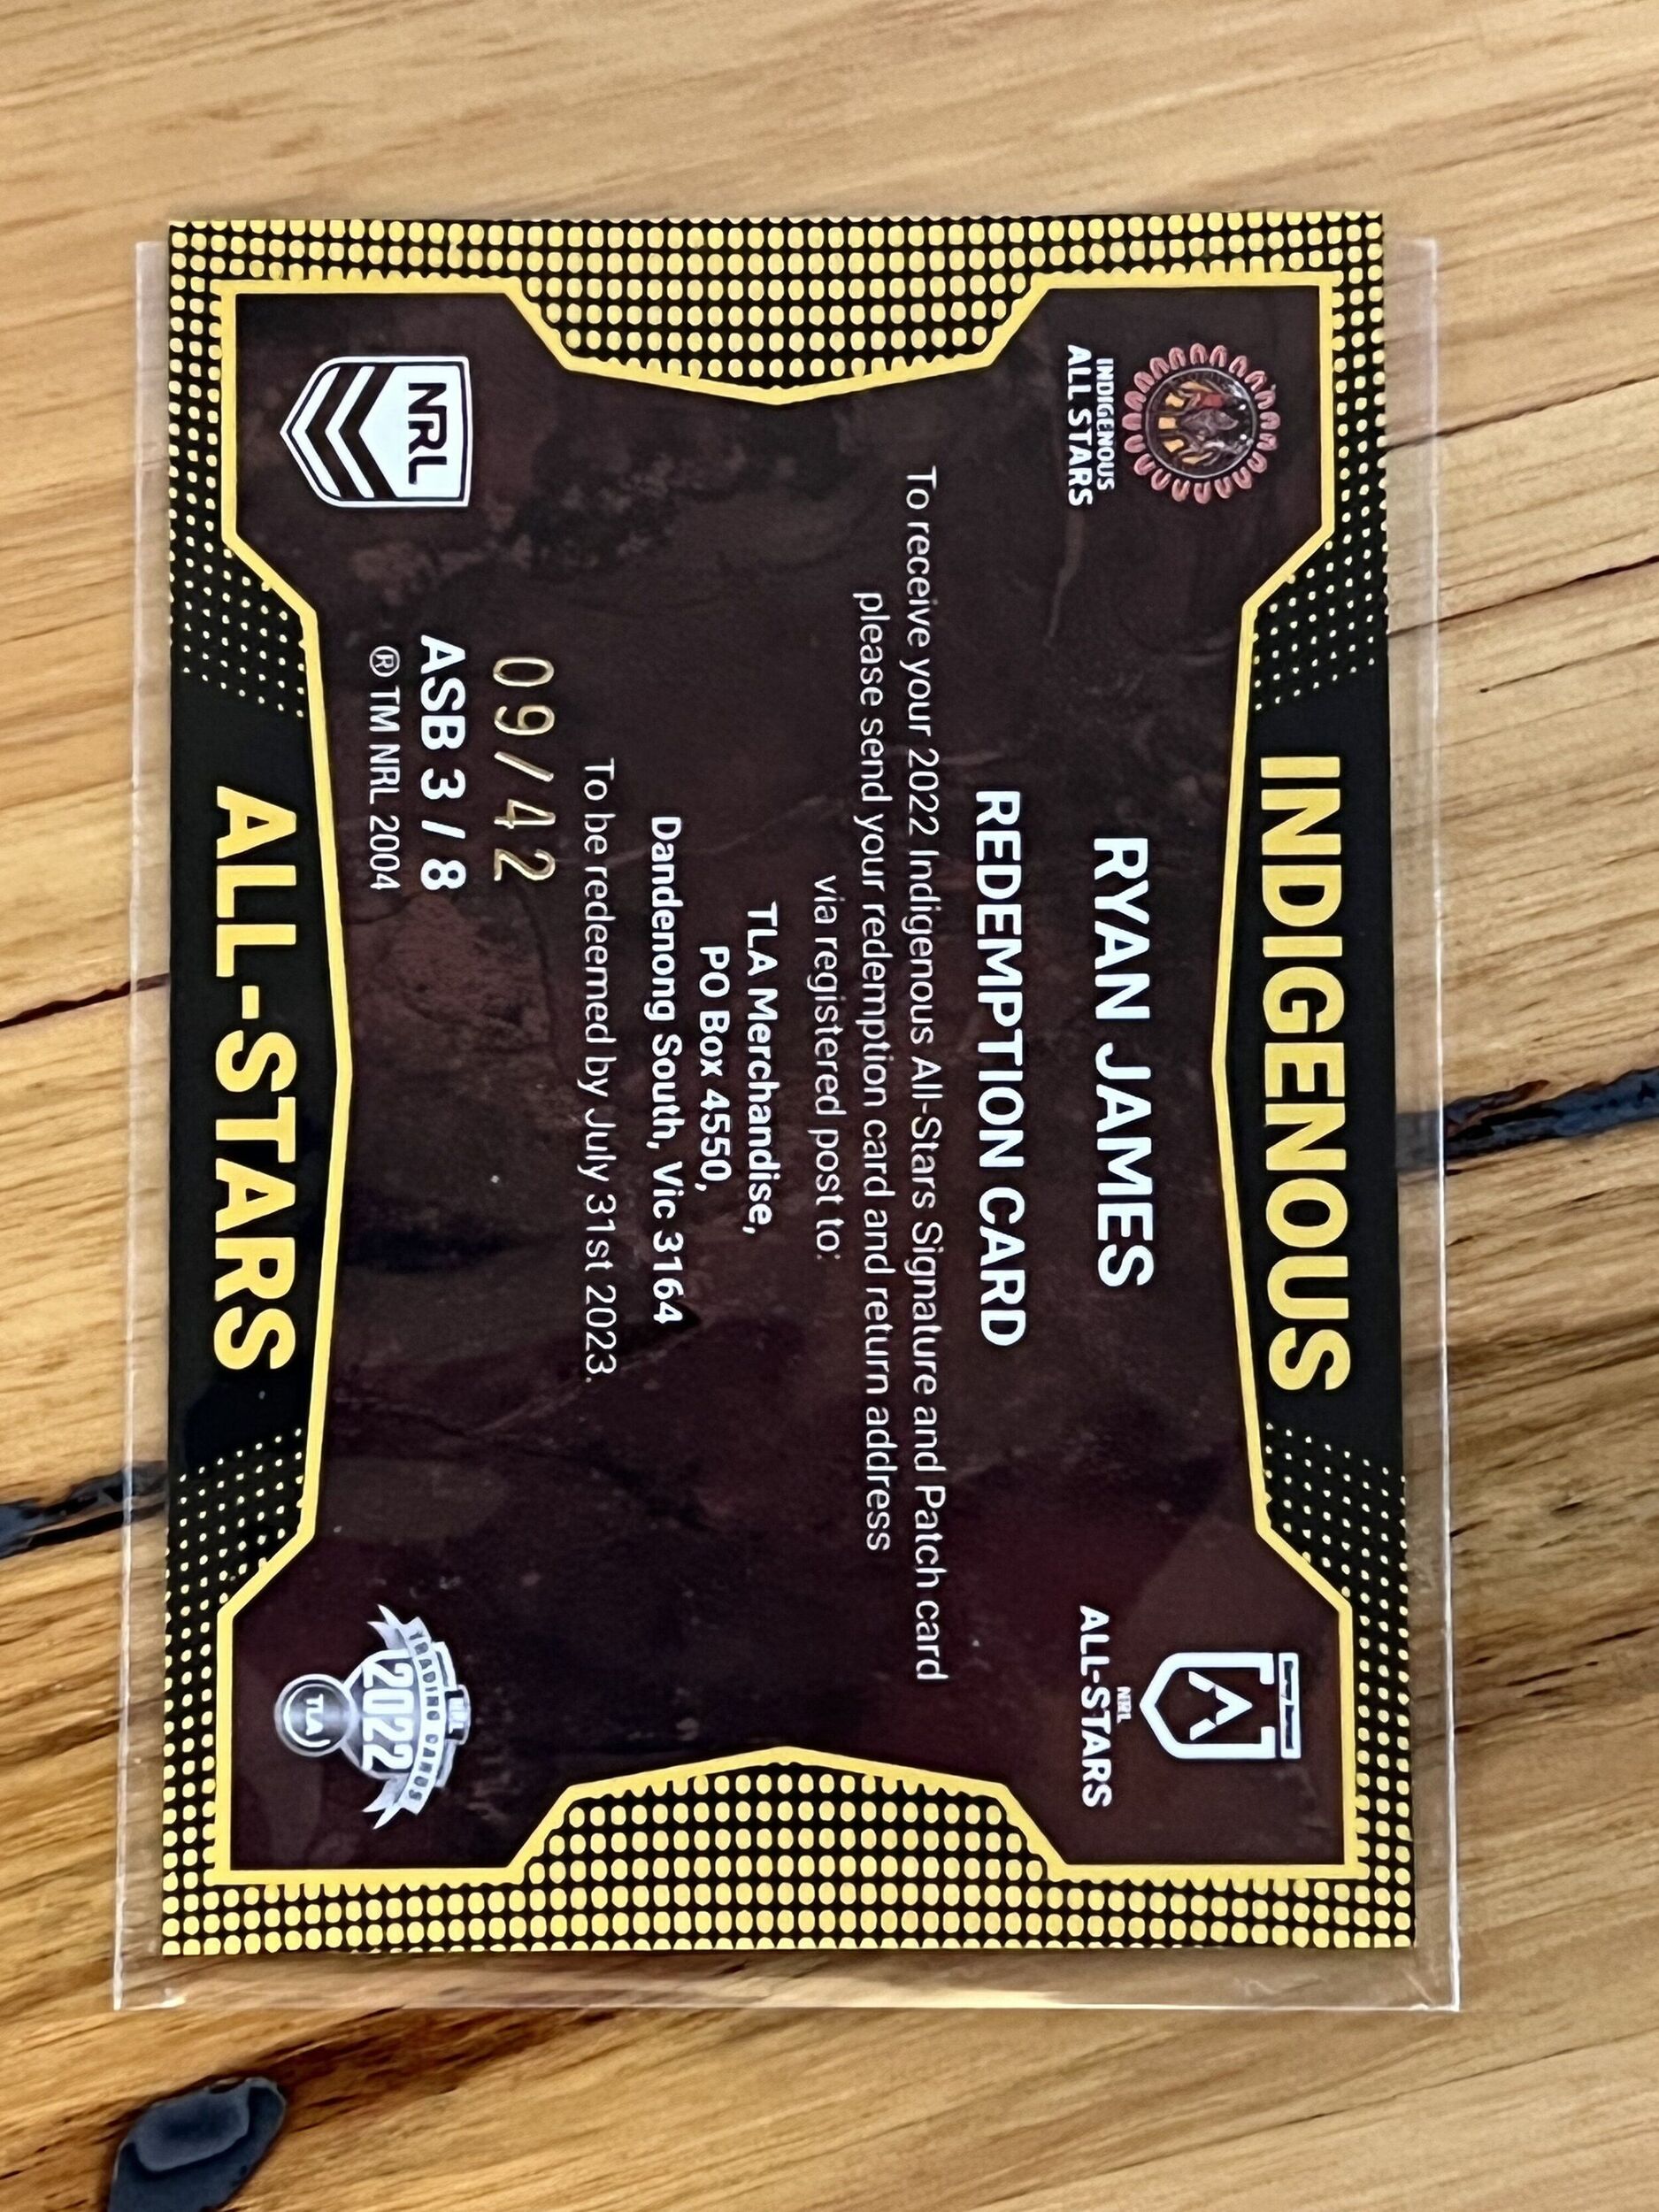 INDIGENOUS
INDIGENOUS
ALL STARS
NRL
ALL-STARS
RYAN JAMES
REDEMPTION CARD
To receive your 2022 Indigenous All-Stars Signature and Patch card
please send your redemption card and return address
via registered post to:
TLA Merchandise,
PO Box 4550,
Dandenong South, Vic 3164
To be redeemed by July 31st 2023.
09/42
ASB 3 / 8
® TM NRL 2004
NRL
NRL
TRADING CARDS
2022
TLA
ALL-STARS